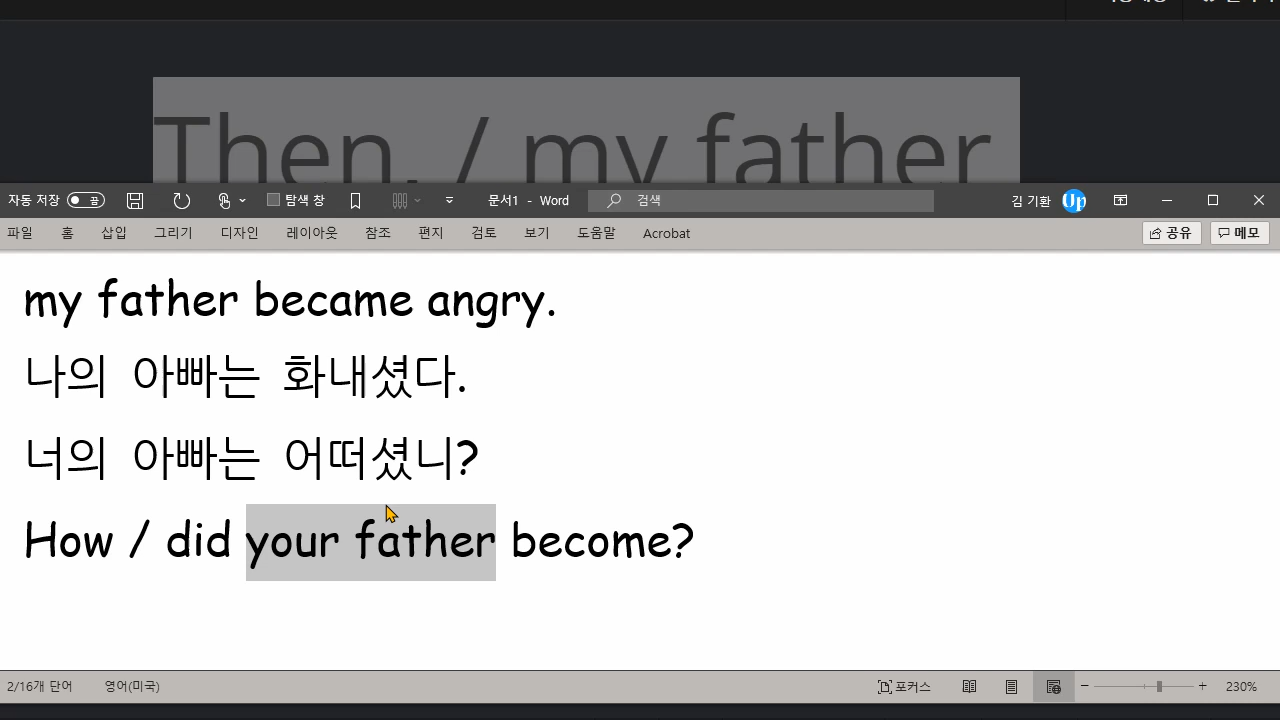 Then, / my father
자동 저장 끔 탐색 창 문서1 - Word 검색 김 기환 Up
파일 홈 삽입 그리기 디자인 레이아웃 참조 편지 검토 보기 도움말 Acrobat 공유 메모
my father became angry.
나의 아빠는 화내셨다.
너의 아빠는 어떠셨니?
How / did your father become?
2/16개 단어 영어(미국) 포커스 230%